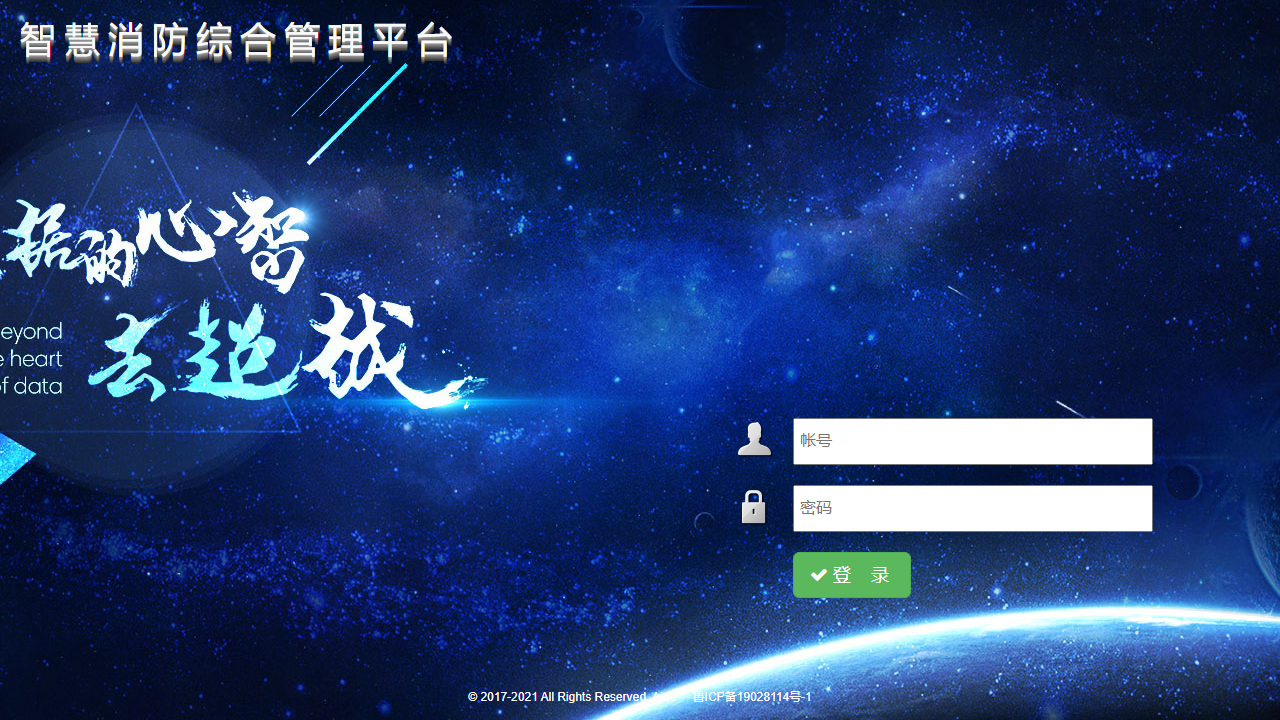 智慧消防综合管理平台
据的心智
去超越
eyond
e heart
of data
帐号
密码
登 录
© 2017-2021 All Rights Reserved. ICP备19028114号-1